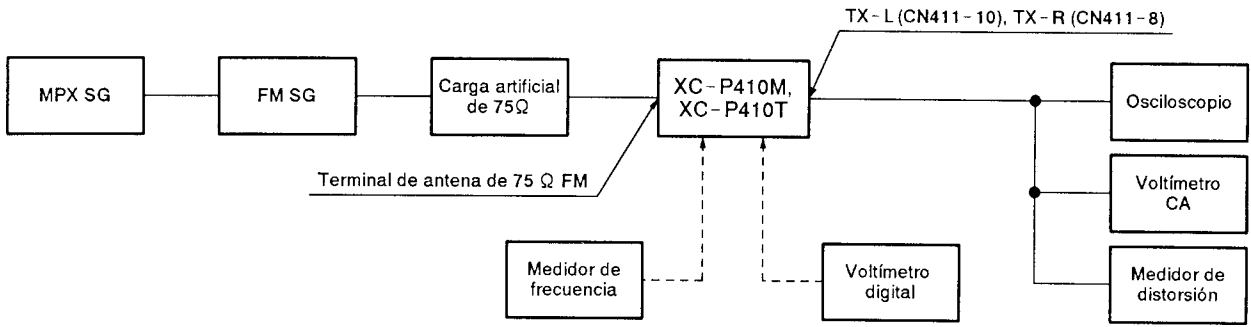 TX-L (CN411-10), TX-R (CN411-8)
MPX SG
FM SG
Carga artificial
de 75Ω
XC-P410M,
XC-P410T
Osciloscopio
Terminal de antena de 75 Ω FM
Voltímetro
CA
Medidor de
frecuencia
Voltímetro
digital
Medidor de
distorsión